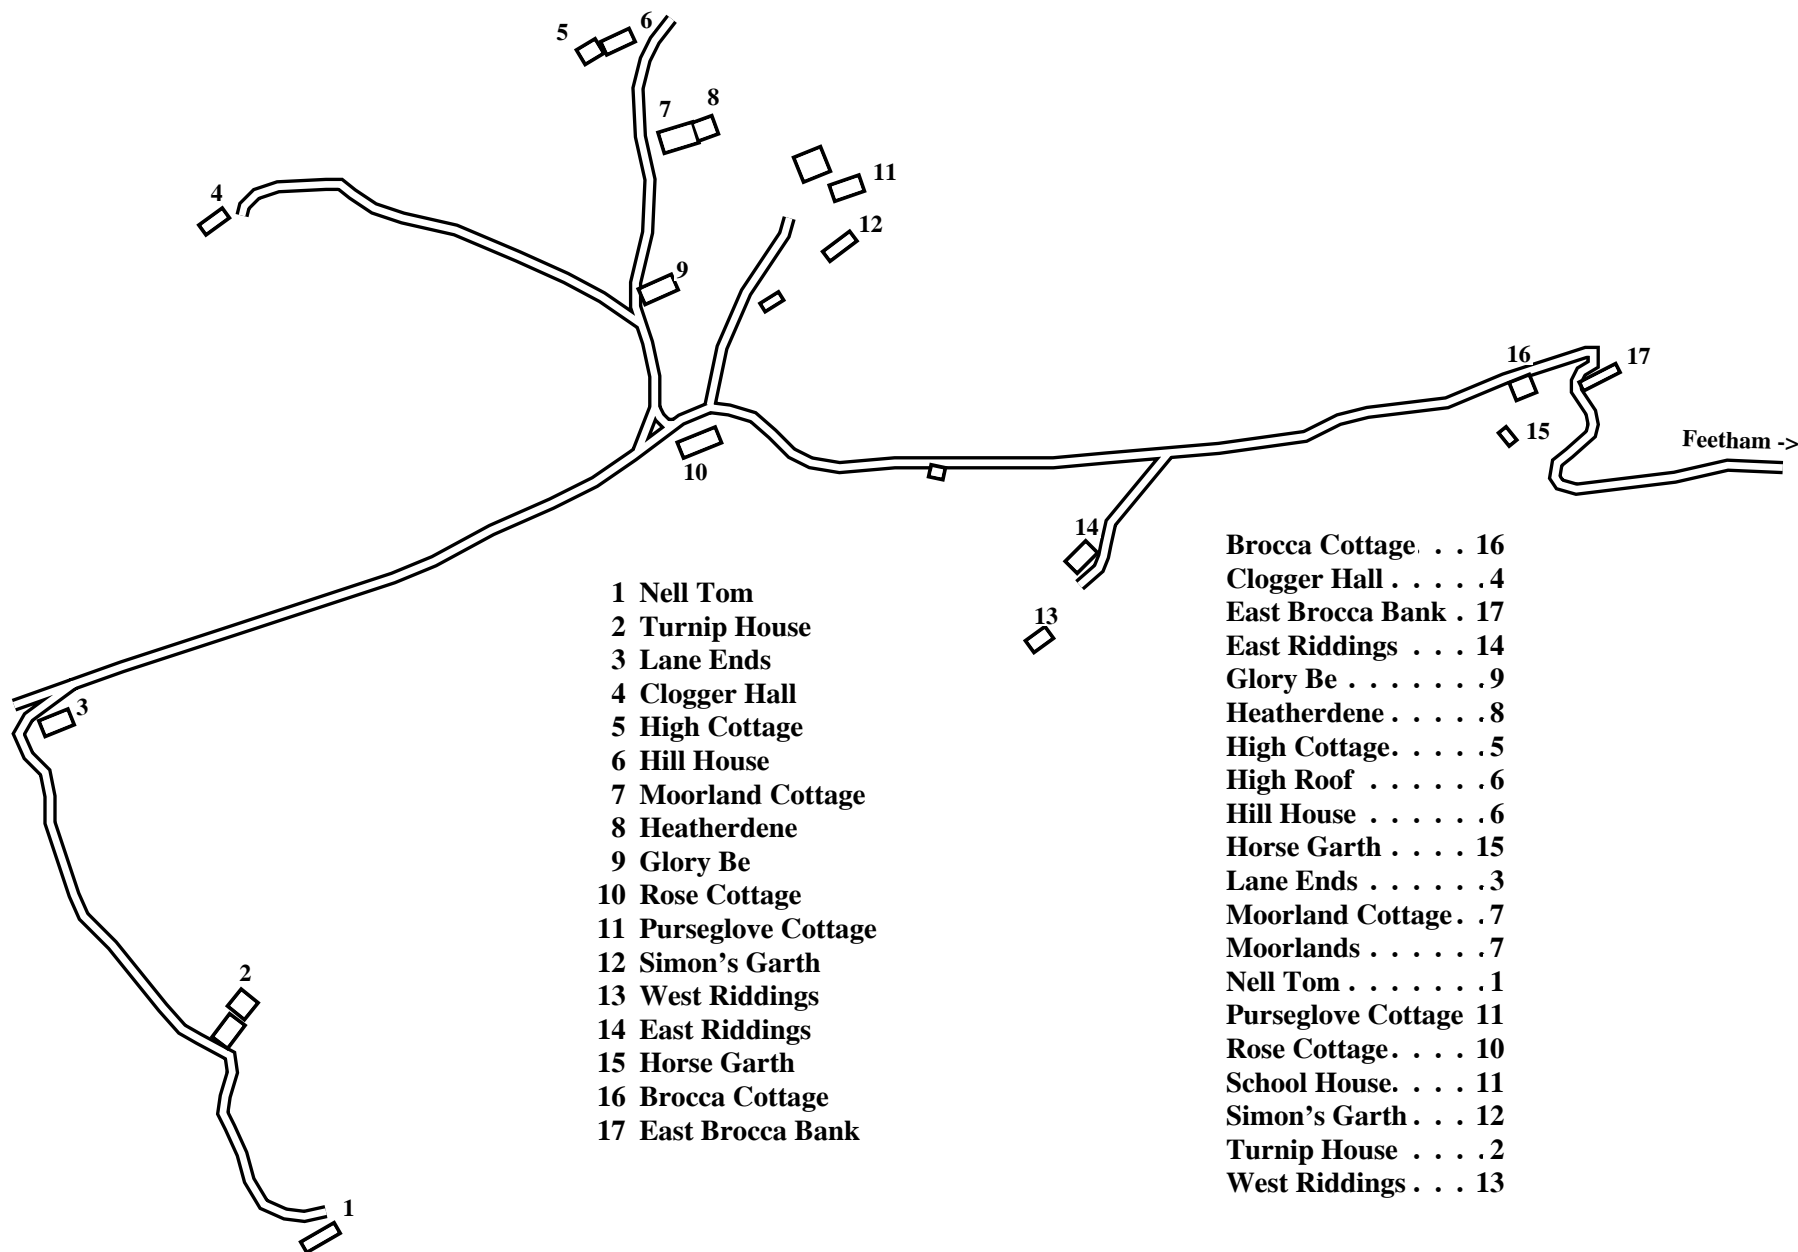 5
6
7
8
4
11
12
9
16
17
15
Feetham ->
10
14
13
3
2
1
1 Nell Tom
2 Turnip House
3 Lane Ends
4 Clogger Hall
5 High Cottage
6 Hill House
7 Moorland Cottage
8 Heatherdene
9 Glory Be
10 Rose Cottage
11 Purseglove Cottage
12 Simon's Garth
13 West Riddings
14 East Riddings
15 Horse Garth
16 Brocca Cottage
17 East Brocca Bank
Brocca Cottage. . . 16
Clogger Hall . . . . . 4
East Brocca Bank . 17
East Riddings . . . 14
Glory Be . . . . . . . 9
Heatherdene . . . . . 8
High Cottage. . . . . 5
High Roof . . . . . . 6
Hill House . . . . . . 6
Horse Garth . . . . 15
Lane Ends . . . . . . 3
Moorland Cottage. . 7
Moorlands . . . . . . 7
Nell Tom . . . . . . . 1
Purseglove Cottage 11
Rose Cottage. . . . 10
School House. . . . 11
Simon's Garth . . . 12
Turnip House . . . . 2
West Riddings . . . 13